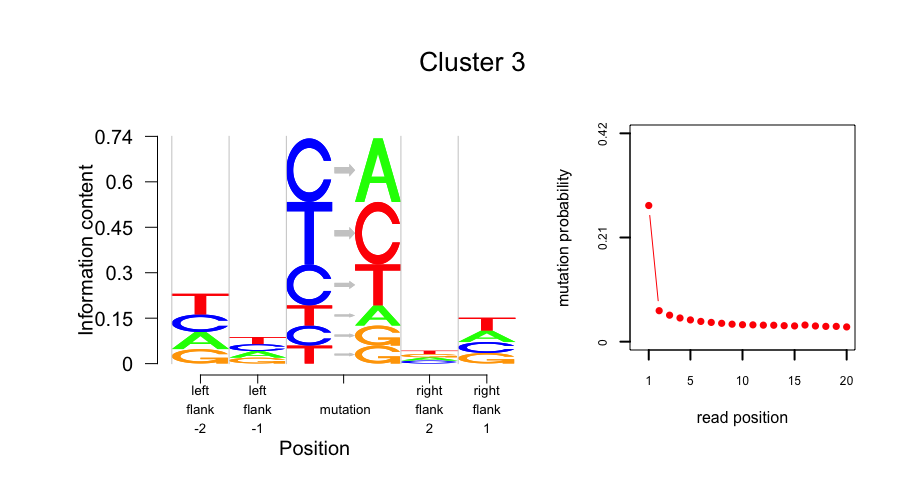 Cluster 3
Information content
0.74
0.6
0.45
0.3
0.15
0
T C A G
T C A G
C T C T C T
A C T A G G
T G A C
T A C G
left flank -2
left flank -1
mutation
right flank 2
right flank 1
Position
mutation probability
0.42
0.21
0
1 5 10 15 20
read position